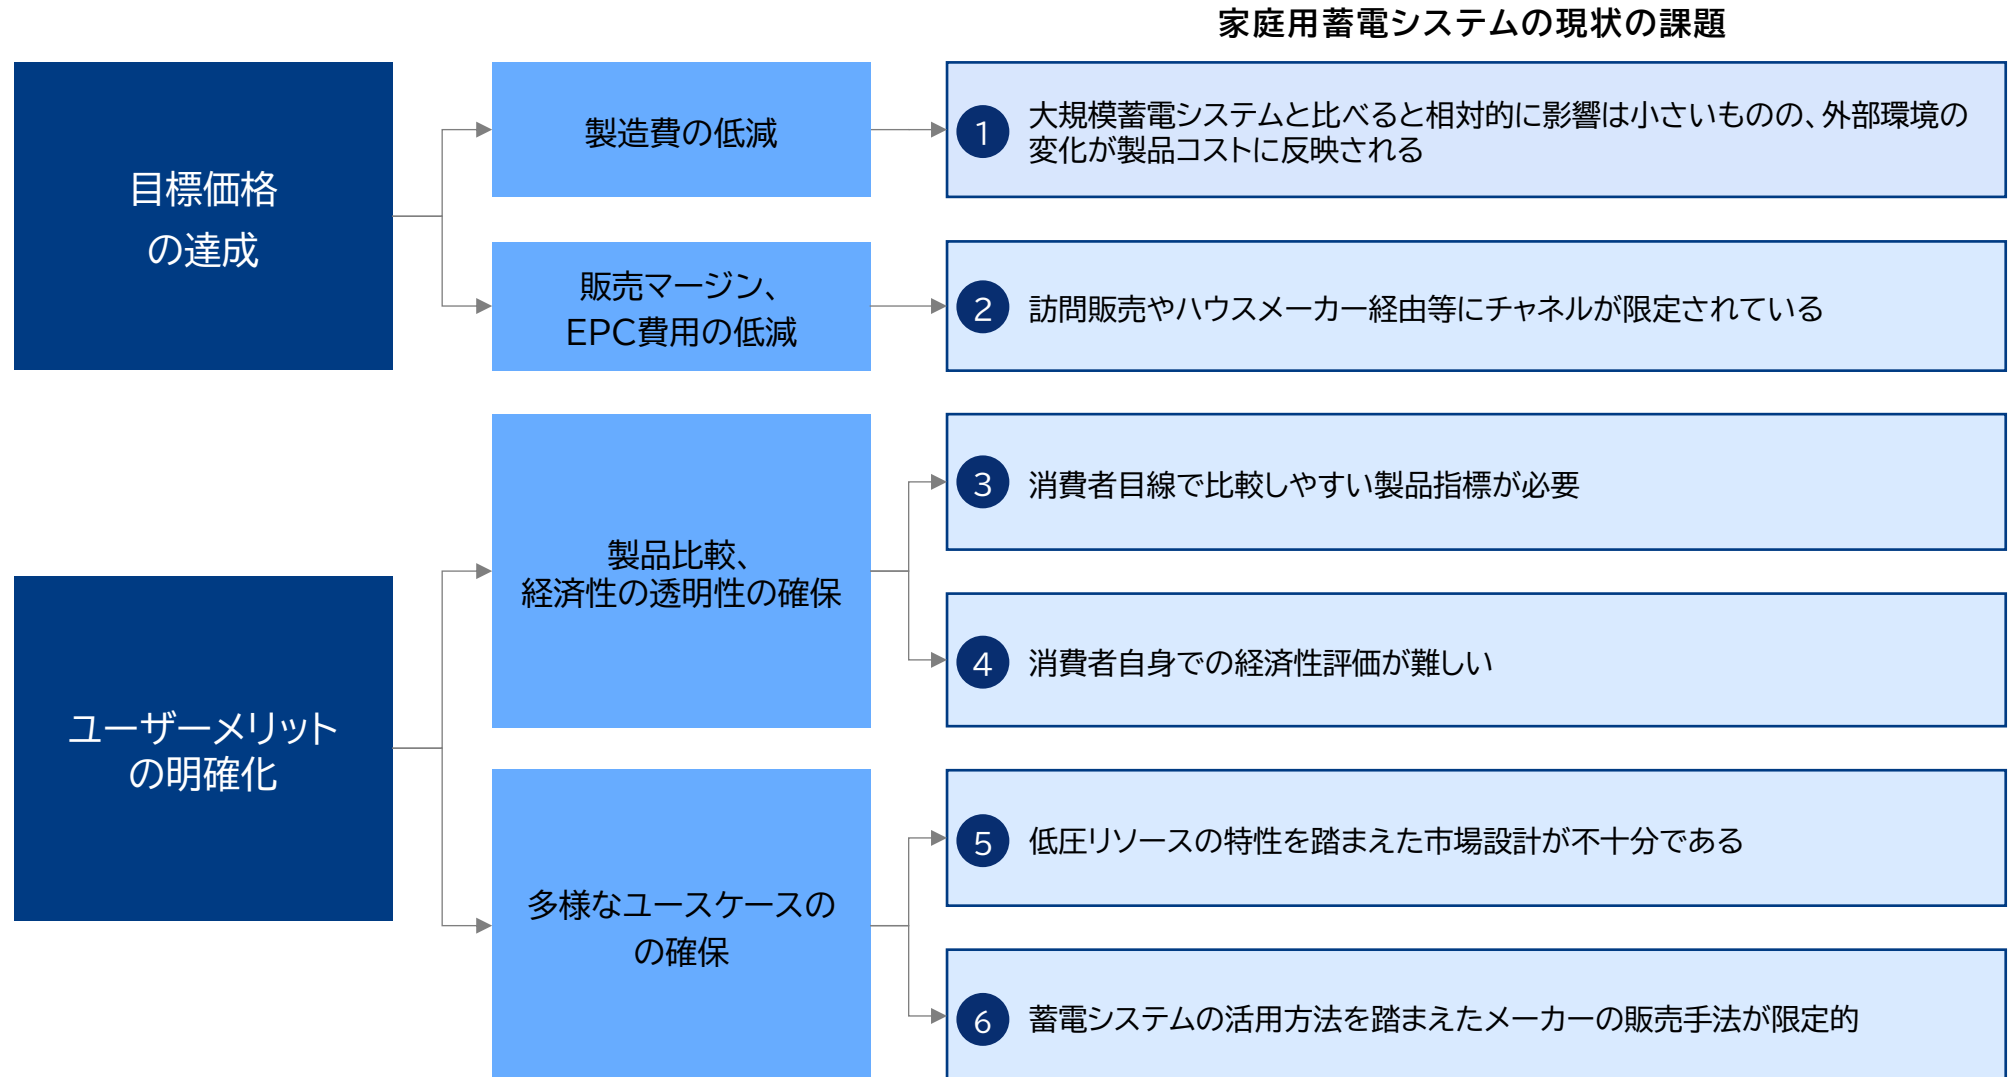 家庭用蓄電システムの現状の課題
目標価格
の達成
製造費の低減
1
大規模蓄電システムと比べると相対的に影響は小さいものの、外部環境の
変化が製品コストに反映される
販売マージン、
EPC費用の低減
2
訪問販売やハウスメーカー経由等にチャネルが限定されている
ユーザーメリット
の明確化
製品比較、
経済性の透明性の確保
3
消費者目線で比較しやすい製品指標が必要
4
消費者自身での経済性評価が難しい
多様なユースケースの
の確保
5
低圧リソースの特性を踏まえた市場設計が不十分である
6
蓄電システムの活用方法を踏まえたメーカーの販売手法が限定的